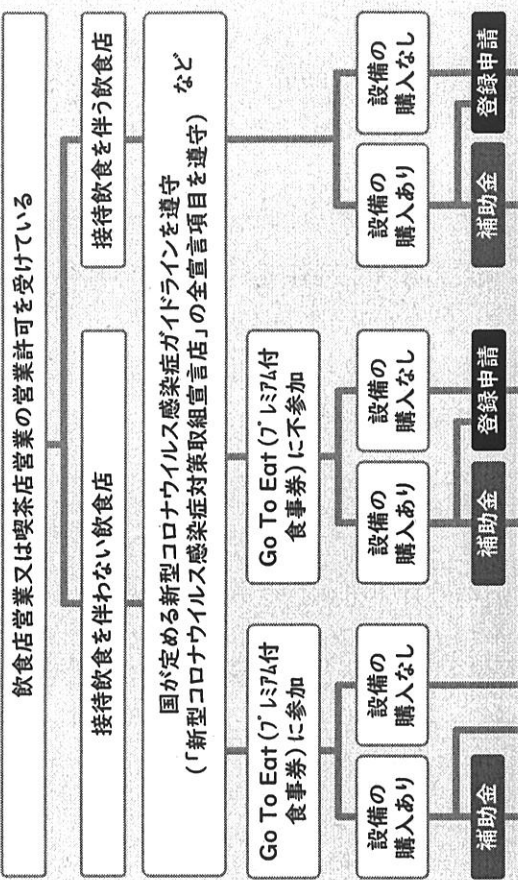 飲食店営業又は喫茶店営業の営業許可を受けている
接待飲食を伴わない飲食店
接待飲食を伴う飲食店
国が定める新型コロナウイルス感染症ガイドラインを遵守
(「新型コロナウイルス感染症対策取組宣言店」の全宣言項目を遵守) など
Go To Eat(プレミアム付
食事券)に参加
Go To Eat(プレミアム付
食事券)に不参加
設備の
購入あり
設備の
購入なし
設備の
購入あり
設備の
購入なし
設備の
購入あり
設備の
購入なし
補助金
補助金
登録申請
補助金
登録申請